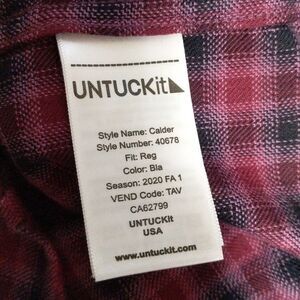 UNTUCKit
Style Name: Calder
Style Number: 40678
Fit: Reg
Color: Bla
Season: 2020 FA 1
VEND Code: TAV
CA62799
UNTUCKit
USA
www.untuckit.com